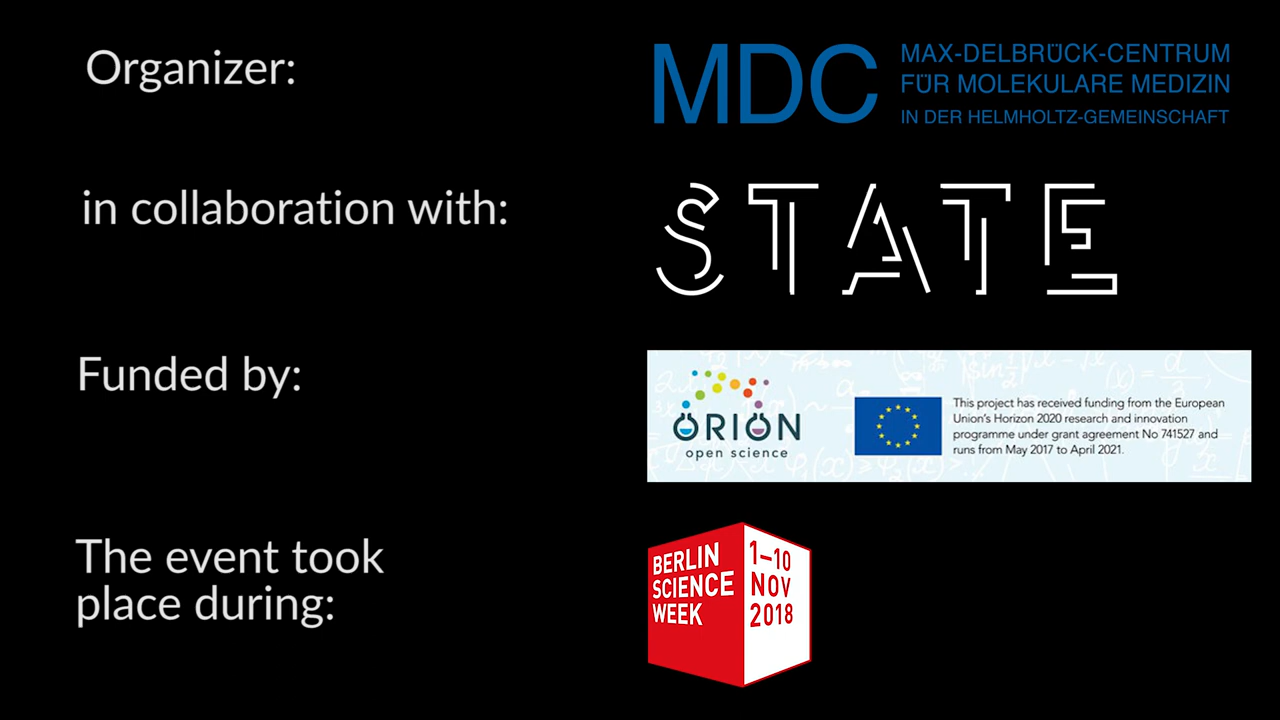 Organizer:
MDC
MAX-DELBRÜCK-CENTRUM
FÜR MOLEKULARE MEDIZIN
IN DER HELMHOLTZ-GEMEINSCHAFT
in collaboration with:
STATE
Funded by:
ORION
open science
This project has received funding from the European
Union's Horizon 2020 research and innovation
programme under grant agreement No 741527 and
runs from May 2017 to April 2021.
The event took
place during:
BERLIN
SCIENCE
WEEK
1–10
NOV
2018